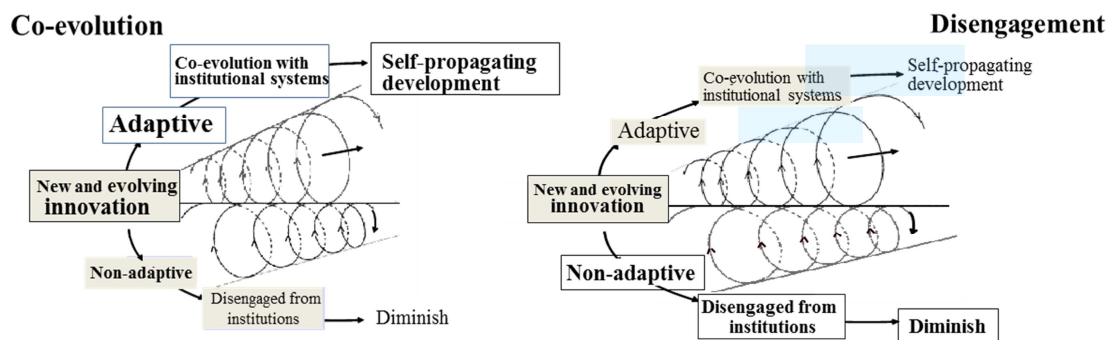 Co-evolution
Co-evolution with
institutional systems
Self-propagating
development
Adaptive
New and evolving
innovation
Non-adaptive
Disengaged from
institutions
Diminish
Disengagement
Self-propagating
development
Co-evolution with
institutional systems
Adaptive
New and evolving
innovation
Non-adaptive
Disengaged from
institutions
Diminish